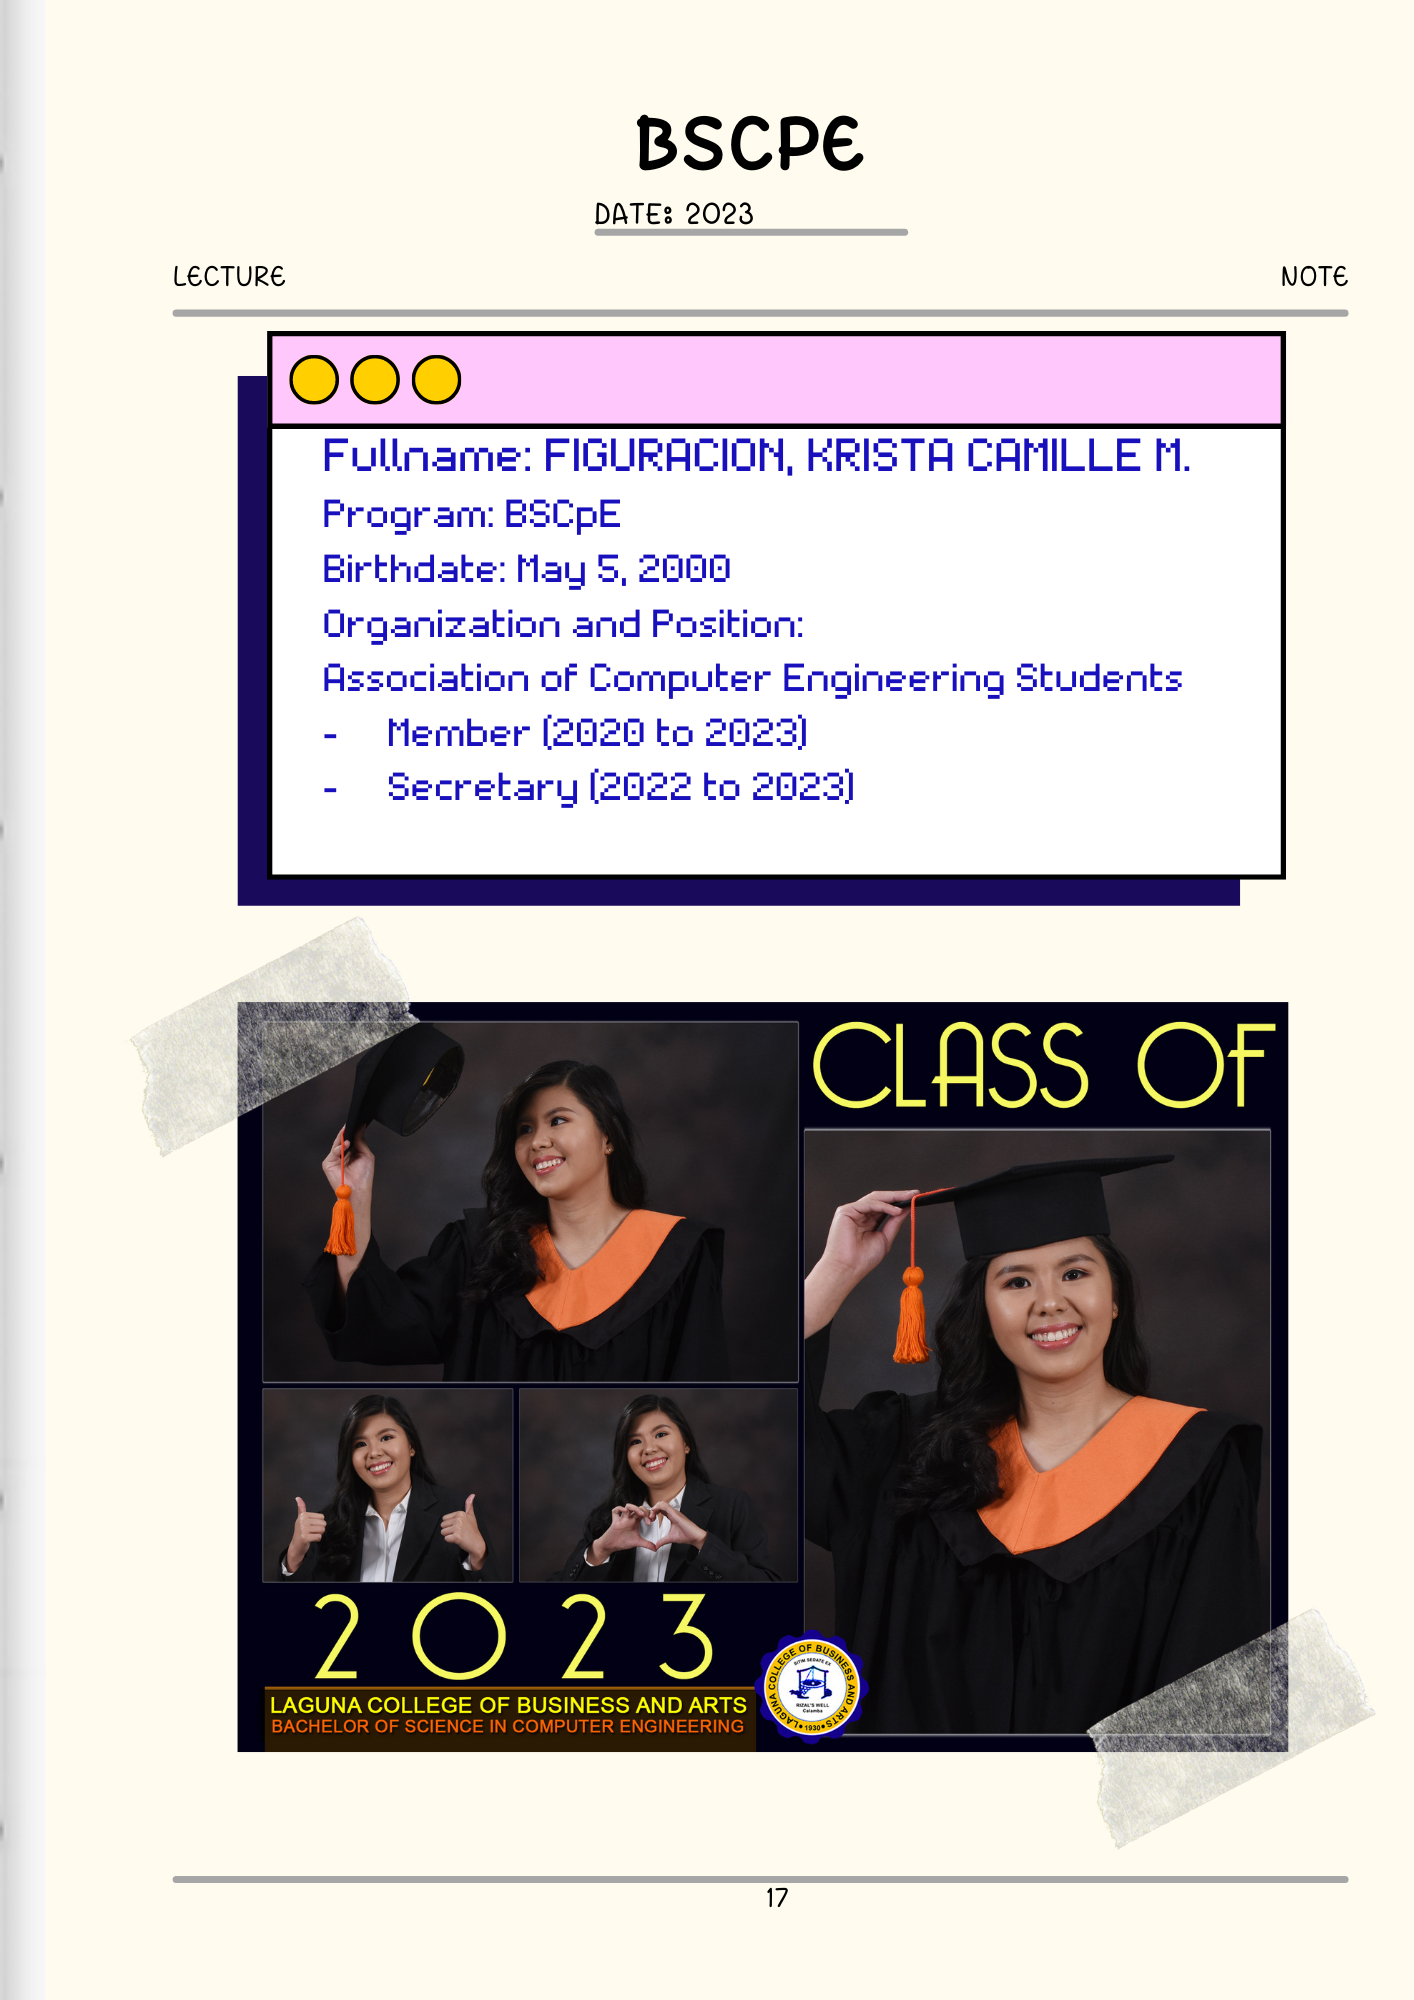 BSCPE
DATE: 2023
LECTURE
NOTE
Fullname: FIGURACION, KRISTA CAMILLE M.
Program: BSCpE
Birthdate: May 5, 2000
Organization and Position:
Association of Computer Engineering Students
- Member (2020 to 2023)
- Secretary (2022 to 2023)
CLASS OF
2023
LAGUNA COLLEGE OF BUSINESS AND ARTS
BACHELOR OF SCIENCE IN COMPUTER ENGINEERING
LAGUNA COLLEGE OF BUSINESS AND ARTS
SITIM SEDATE EX
RIZAL'S WELL
Calamba
1930
17